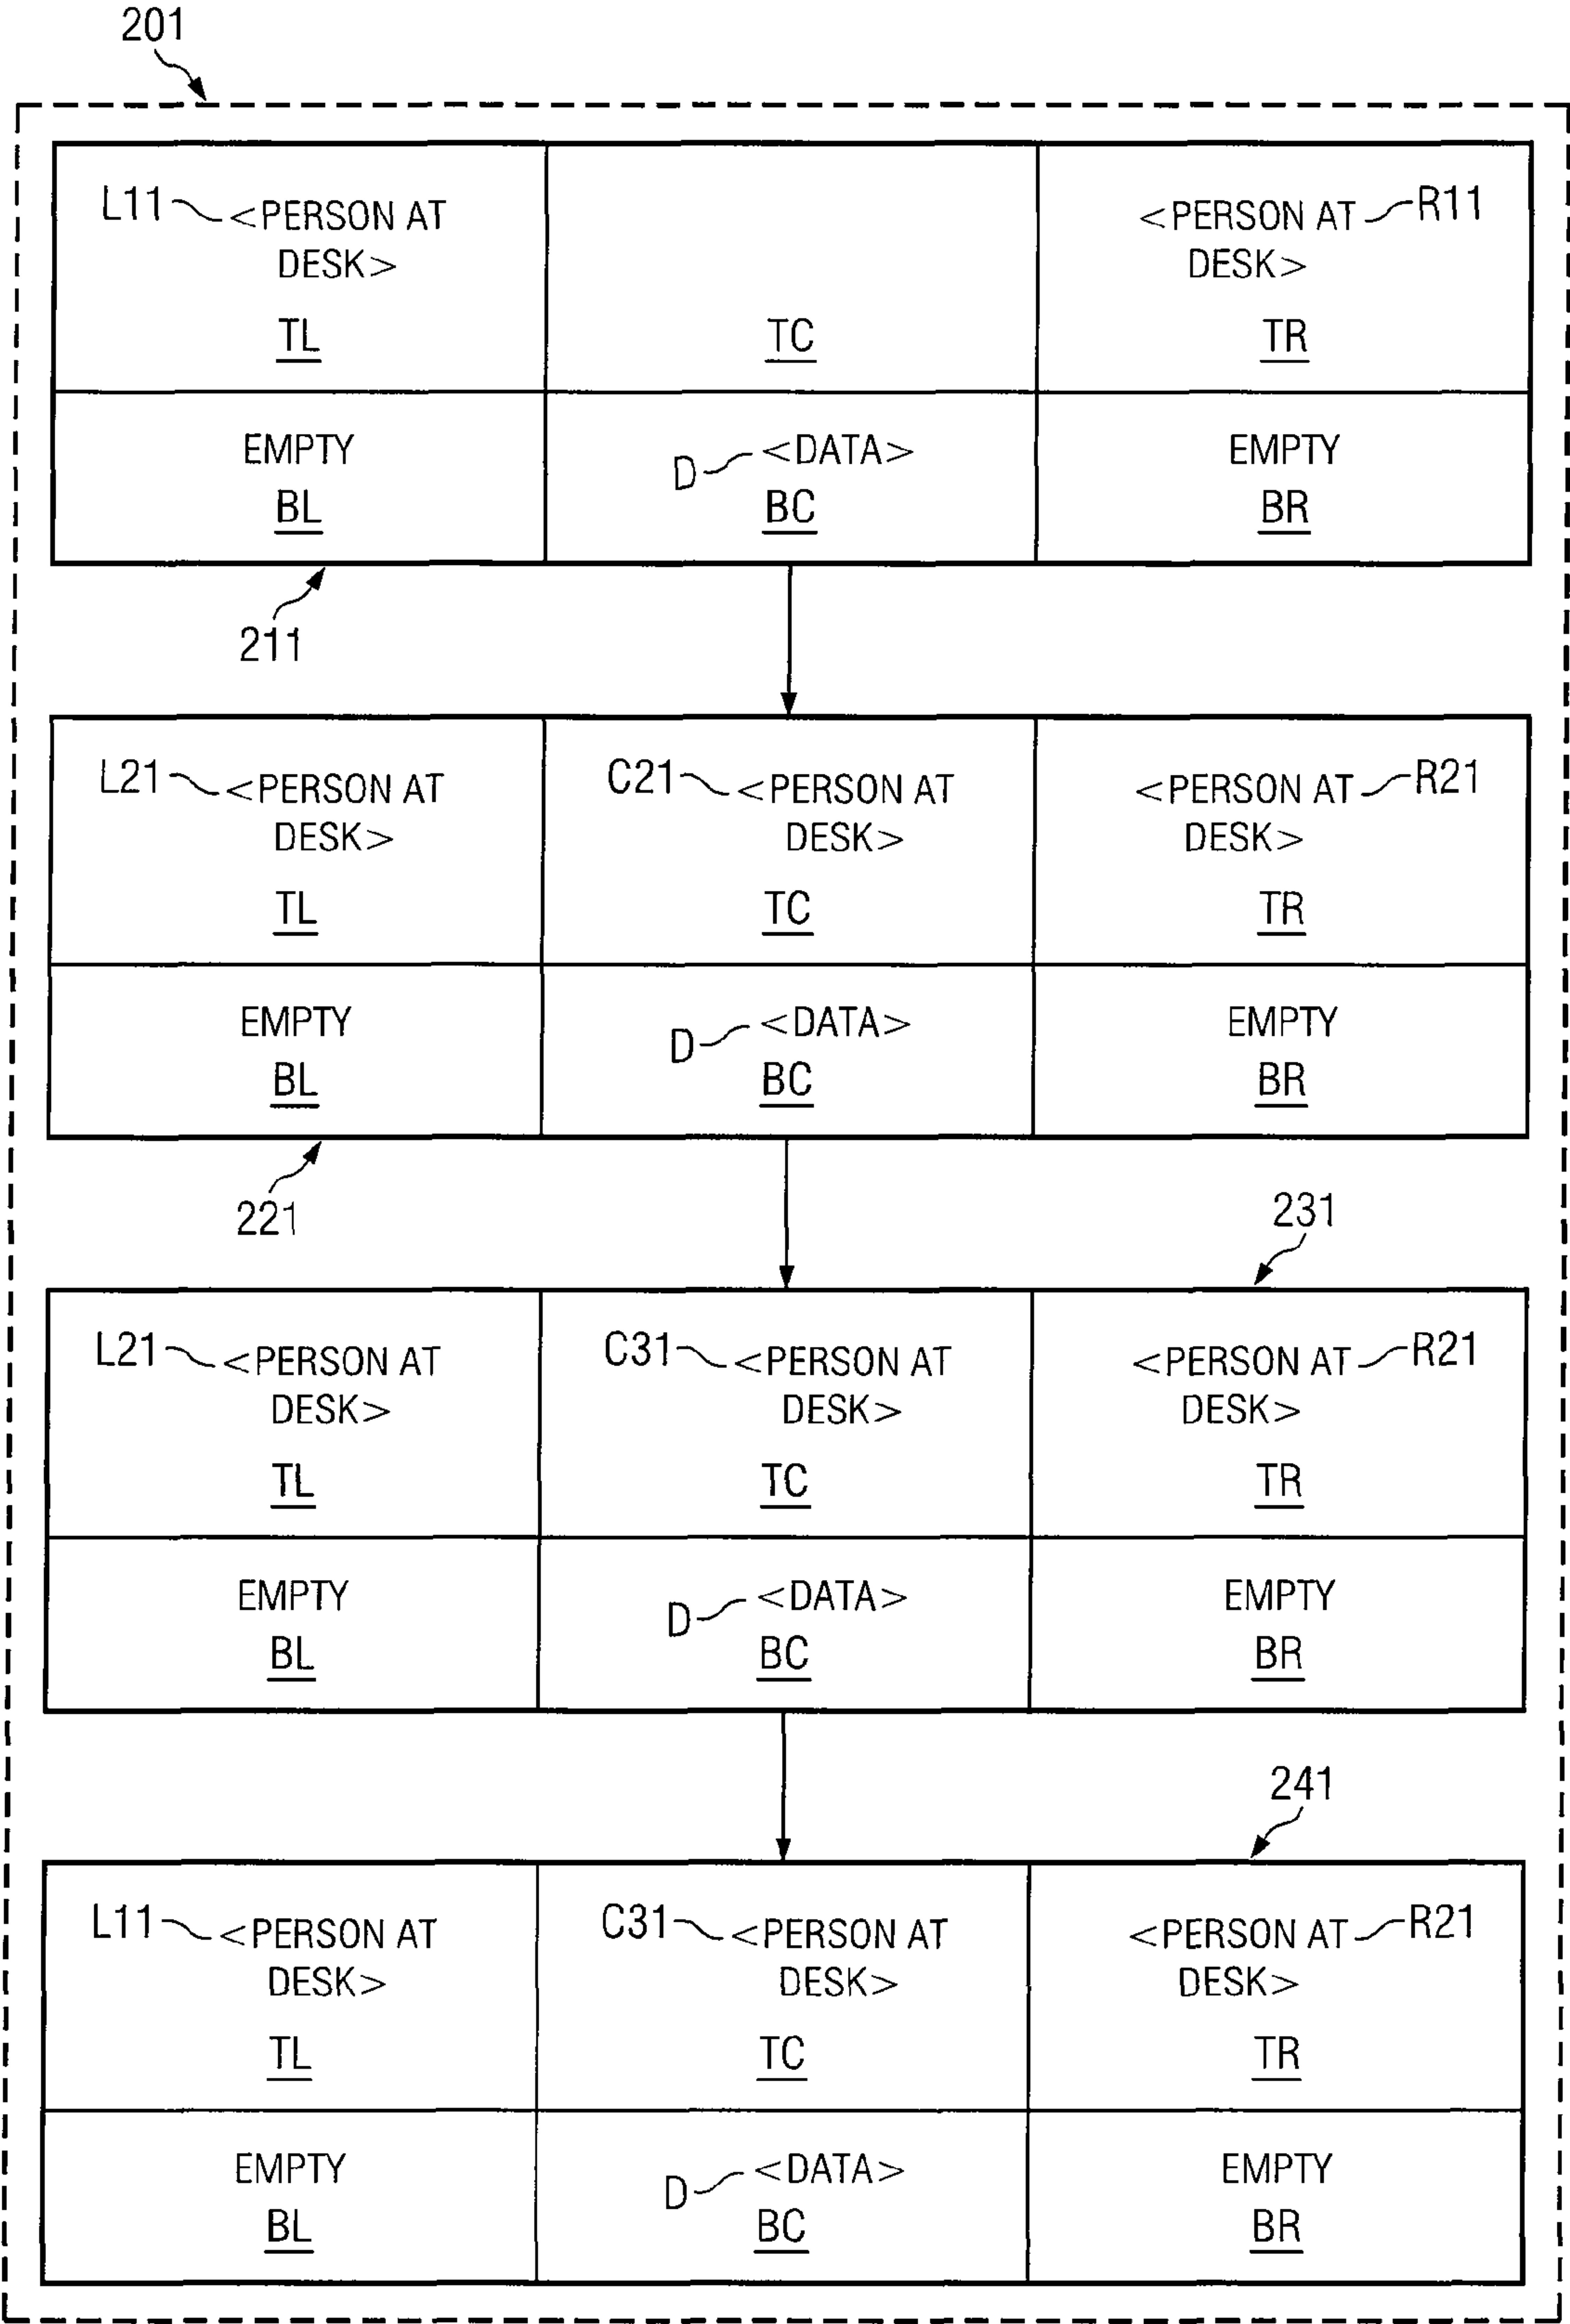 201
L11 <PERSON AT <PERSON AT R11
DESK> DESK>
TL TC TR
EMPTY D <DATA> EMPTY
BL BC BR
211
L21 <PERSON AT C21 <PERSON AT <PERSON AT R21
DESK> DESK> DESK>
TL TC TR
EMPTY D <DATA> EMPTY
BL BC BR
221
231
L21 <PERSON AT C31 <PERSON AT <PERSON AT R21
DESK> DESK> DESK>
TL TC TR
EMPTY D <DATA> EMPTY
BL BC BR
241
L11 <PERSON AT C31 <PERSON AT <PERSON AT R21
DESK> DESK> DESK>
TL TC TR
EMPTY D <DATA> EMPTY
BL BC BR